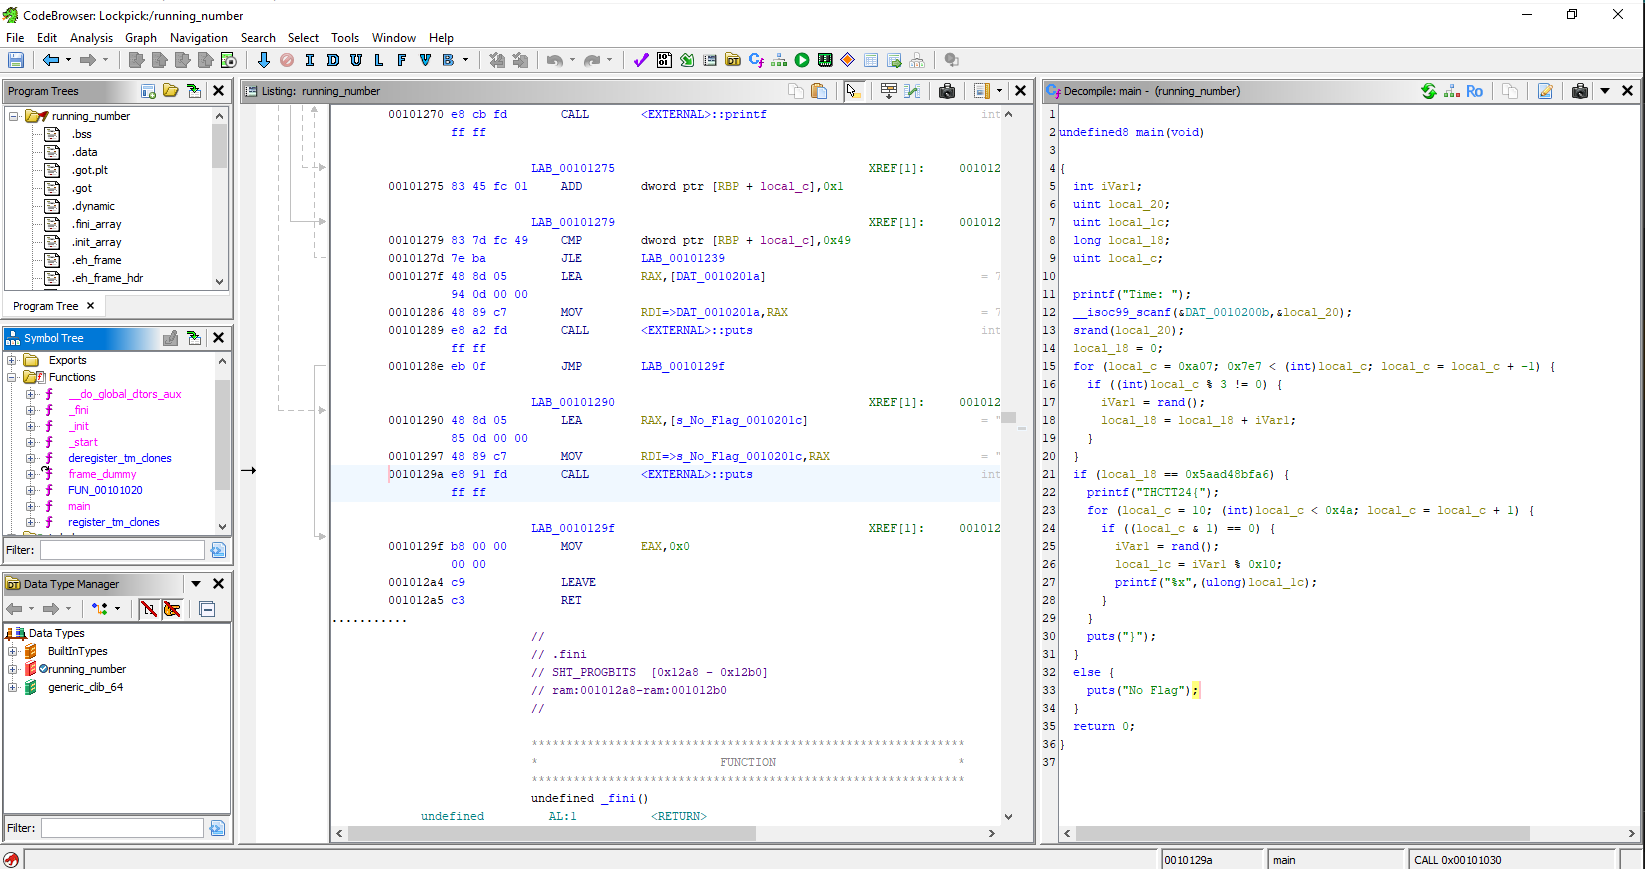 CodeBrowser: Lockpick:/running_number
File Edit Analysis Graph Navigation Search Select Tools Window Help
I D U L F V B
Program Trees
running_number
.bss
.data
.got.plt
.got
.dynamic
.fini_array
.init_array
.eh_frame
.eh_frame_hdr
Program Tree
Symbol Tree
Exports
Functions
__do_global_dtors_aux
_fini
_init
_start
deregister_tm_clones
frame_dummy
FUN_00101020
main
register_tm_clones
Filter:
Data Type Manager
Data Types
BuiltInTypes
running_number
generic_clib_64
Filter:
Listing: running_number
00101270 e8 cb fd CALL <EXTERNAL>::printf int
ff ff
LAB_00101275 XREF[1]: 001012
00101275 83 45 fc 01 ADD dword ptr [RBP + local_c],0x1
LAB_00101279 XREF[1]: 001012
00101279 83 7d fc 49 CMP dword ptr [RBP + local_c],0x49
0010127d 7e ba JLE LAB_00101239
0010127f 48 8d 05 LEA RAX,[DAT_0010201a] = 7
94 0d 00 00
00101286 48 89 c7 MOV RDI=>DAT_0010201a,RAX = 7
00101289 e8 a2 fd CALL <EXTERNAL>::puts int
ff ff
0010128e eb 0f JMP LAB_0010129f
LAB_00101290 XREF[1]: 001012
00101290 48 8d 05 LEA RAX,[s_No_Flag_0010201c] = "
85 0d 00 00
00101297 48 89 c7 MOV RDI=>s_No_Flag_0010201c,RAX = "
0010129a e8 91 fd CALL <EXTERNAL>::puts int
ff ff
LAB_0010129f XREF[1]: 001012
0010129f b8 00 00 MOV EAX,0x0
00 00
001012a4 c9 LEAVE
001012a5 c3 RET
...........
//
// .fini
// SHT_PROGBITS [0x12a8 - 0x12b0]
// ram:001012a8-ram:001012b0
//
**************************************************************
* FUNCTION *
**************************************************************
undefined _fini()
undefined AL:1 <RETURN>
Decompile: main - (running_number)
Ro
1
2 undefined8 main(void)
3
4 {
5 int iVar1;
6 uint local_20;
7 uint local_1c;
8 long local_18;
9 uint local_c;
10
11 printf("Time: ");
12 __isoc99_scanf(&DAT_0010200b,&local_20);
13 srand(local_20);
14 local_18 = 0;
15 for (local_c = 0xa07; 0x7e7 < (int)local_c; local_c = local_c + -1) {
16 if ((int)local_c % 3 != 0) {
17 iVar1 = rand();
18 local_18 = local_18 + iVar1;
19 }
20 }
21 if (local_18 == 0x5aad48bfa6) {
22 printf("THCTT24{");
23 for (local_c = 10; (int)local_c < 0x4a; local_c = local_c + 1) {
24 if ((local_c & 1) == 0) {
25 iVar1 = rand();
26 local_1c = iVar1 % 0x10;
27 printf("%x",(ulong)local_1c);
28 }
29 }
30 puts("}");
31 }
32 else {
33 puts("No Flag");
34 }
35 return 0;
36 }
37
0010129a main CALL 0x00101030